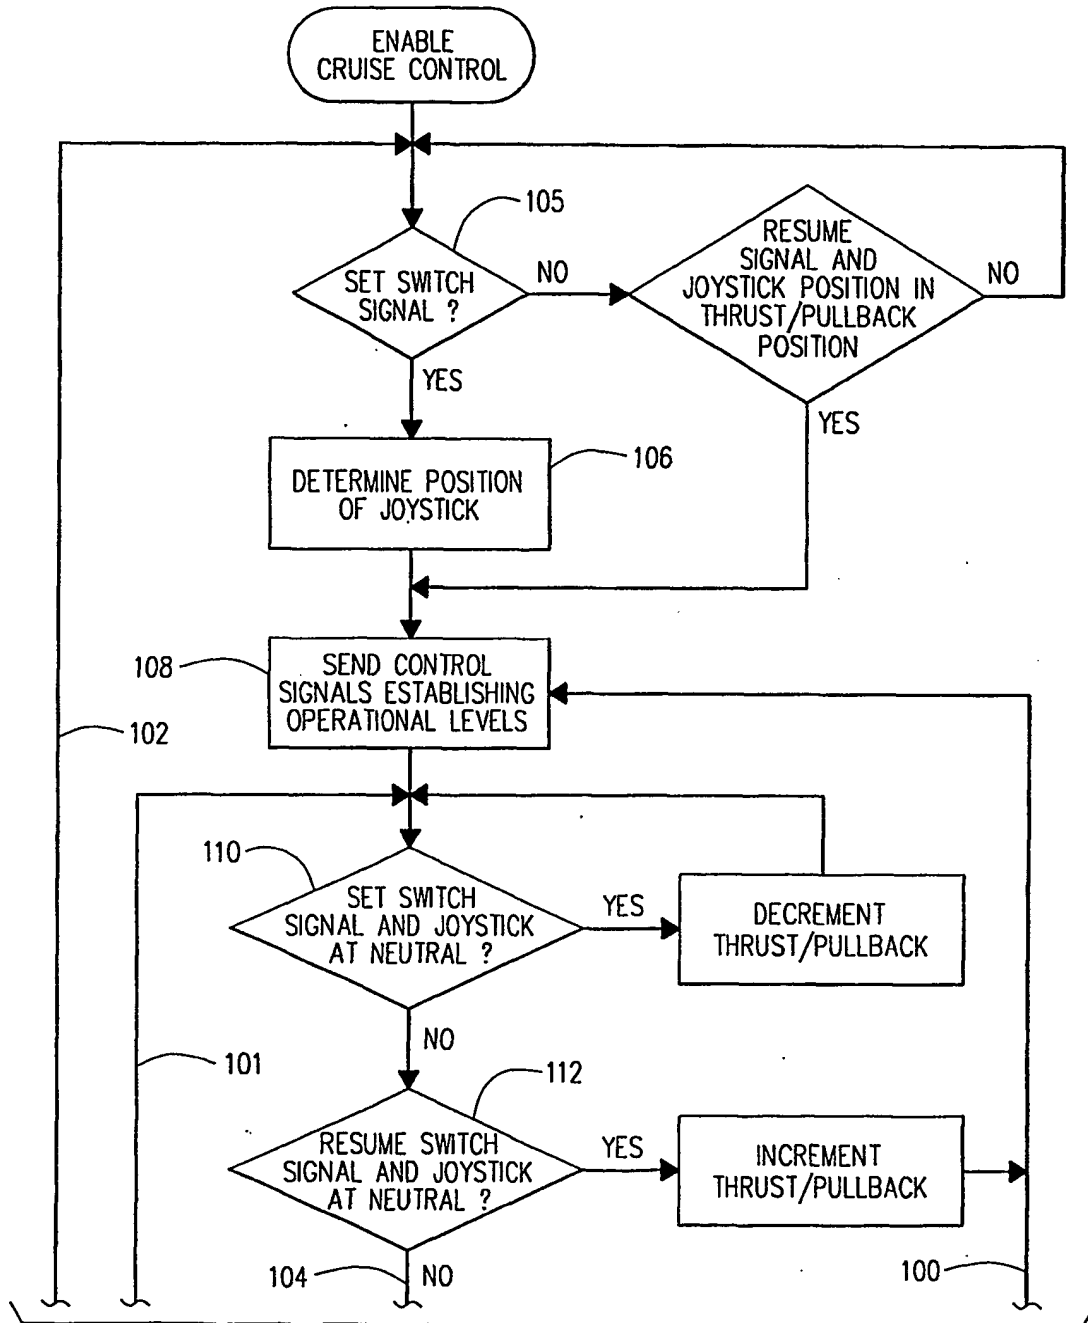 ENABLE
CRUISE CONTROL
105
SET SWITCH
SIGNAL ?
NO
RESUME
SIGNAL AND
JOYSTICK POSITION IN
THRUST/PULLBACK
POSITION
NO
YES
YES
DETERMINE POSITION
OF JOYSTICK
106
108
SEND CONTROL
SIGNALS ESTABLISHING
OPERATIONAL LEVELS
102
110
SET SWITCH
SIGNAL AND JOYSTICK
AT NEUTRAL ?
YES
DECREMENT
THRUST/PULLBACK
NO
101
112
RESUME SWITCH
SIGNAL AND JOYSTICK
AT NEUTRAL ?
YES
INCREMENT
THRUST/PULLBACK
104
NO
100